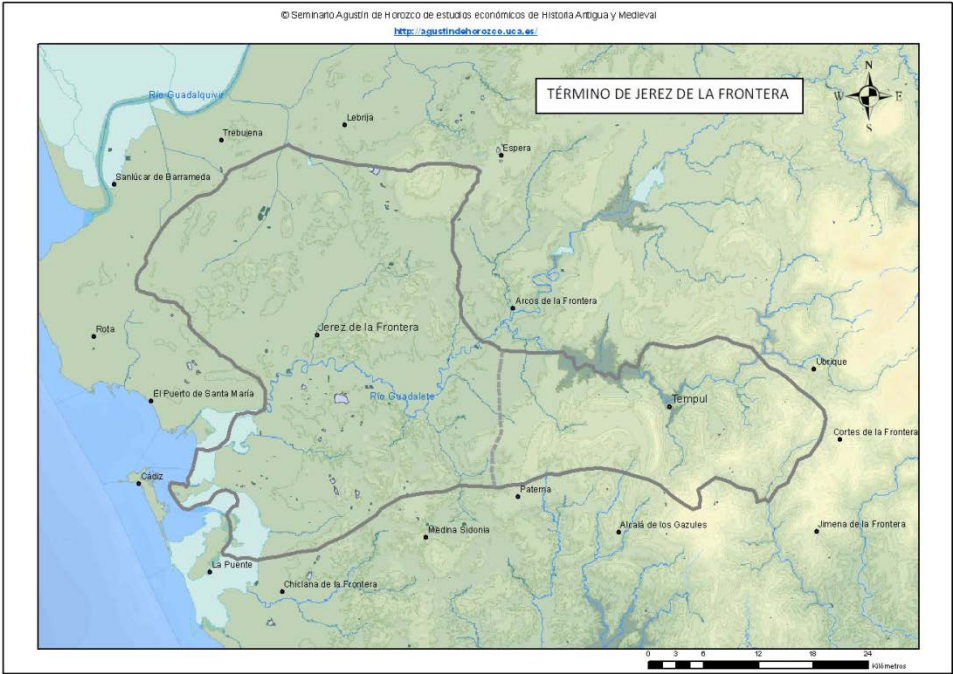 © Seminario Agustín de Horozco de estudios económicos de Historia Antigua y Medieval
http://agustindehorozco.uca.es/
TÉRMINO DE JEREZ DE LA FRONTERA
N
W E
S
Río Guadalquivir
Lebrija
Trebujena
Espera
Sanlúcar de Barrameda
Arcos de la Frontera
Rota
Jerez de la Frontera
Ubrique
El Puerto de Santa María
Río Guadalete
Tempul
Cortes de la Frontera
Cádiz
Paterna
Medina Sidonia
Alcalá de los Gazules
Jimena de la Frontera
La Puente
Chiclana de la Frontera
0 3 6 12 18 24
Kilómetros